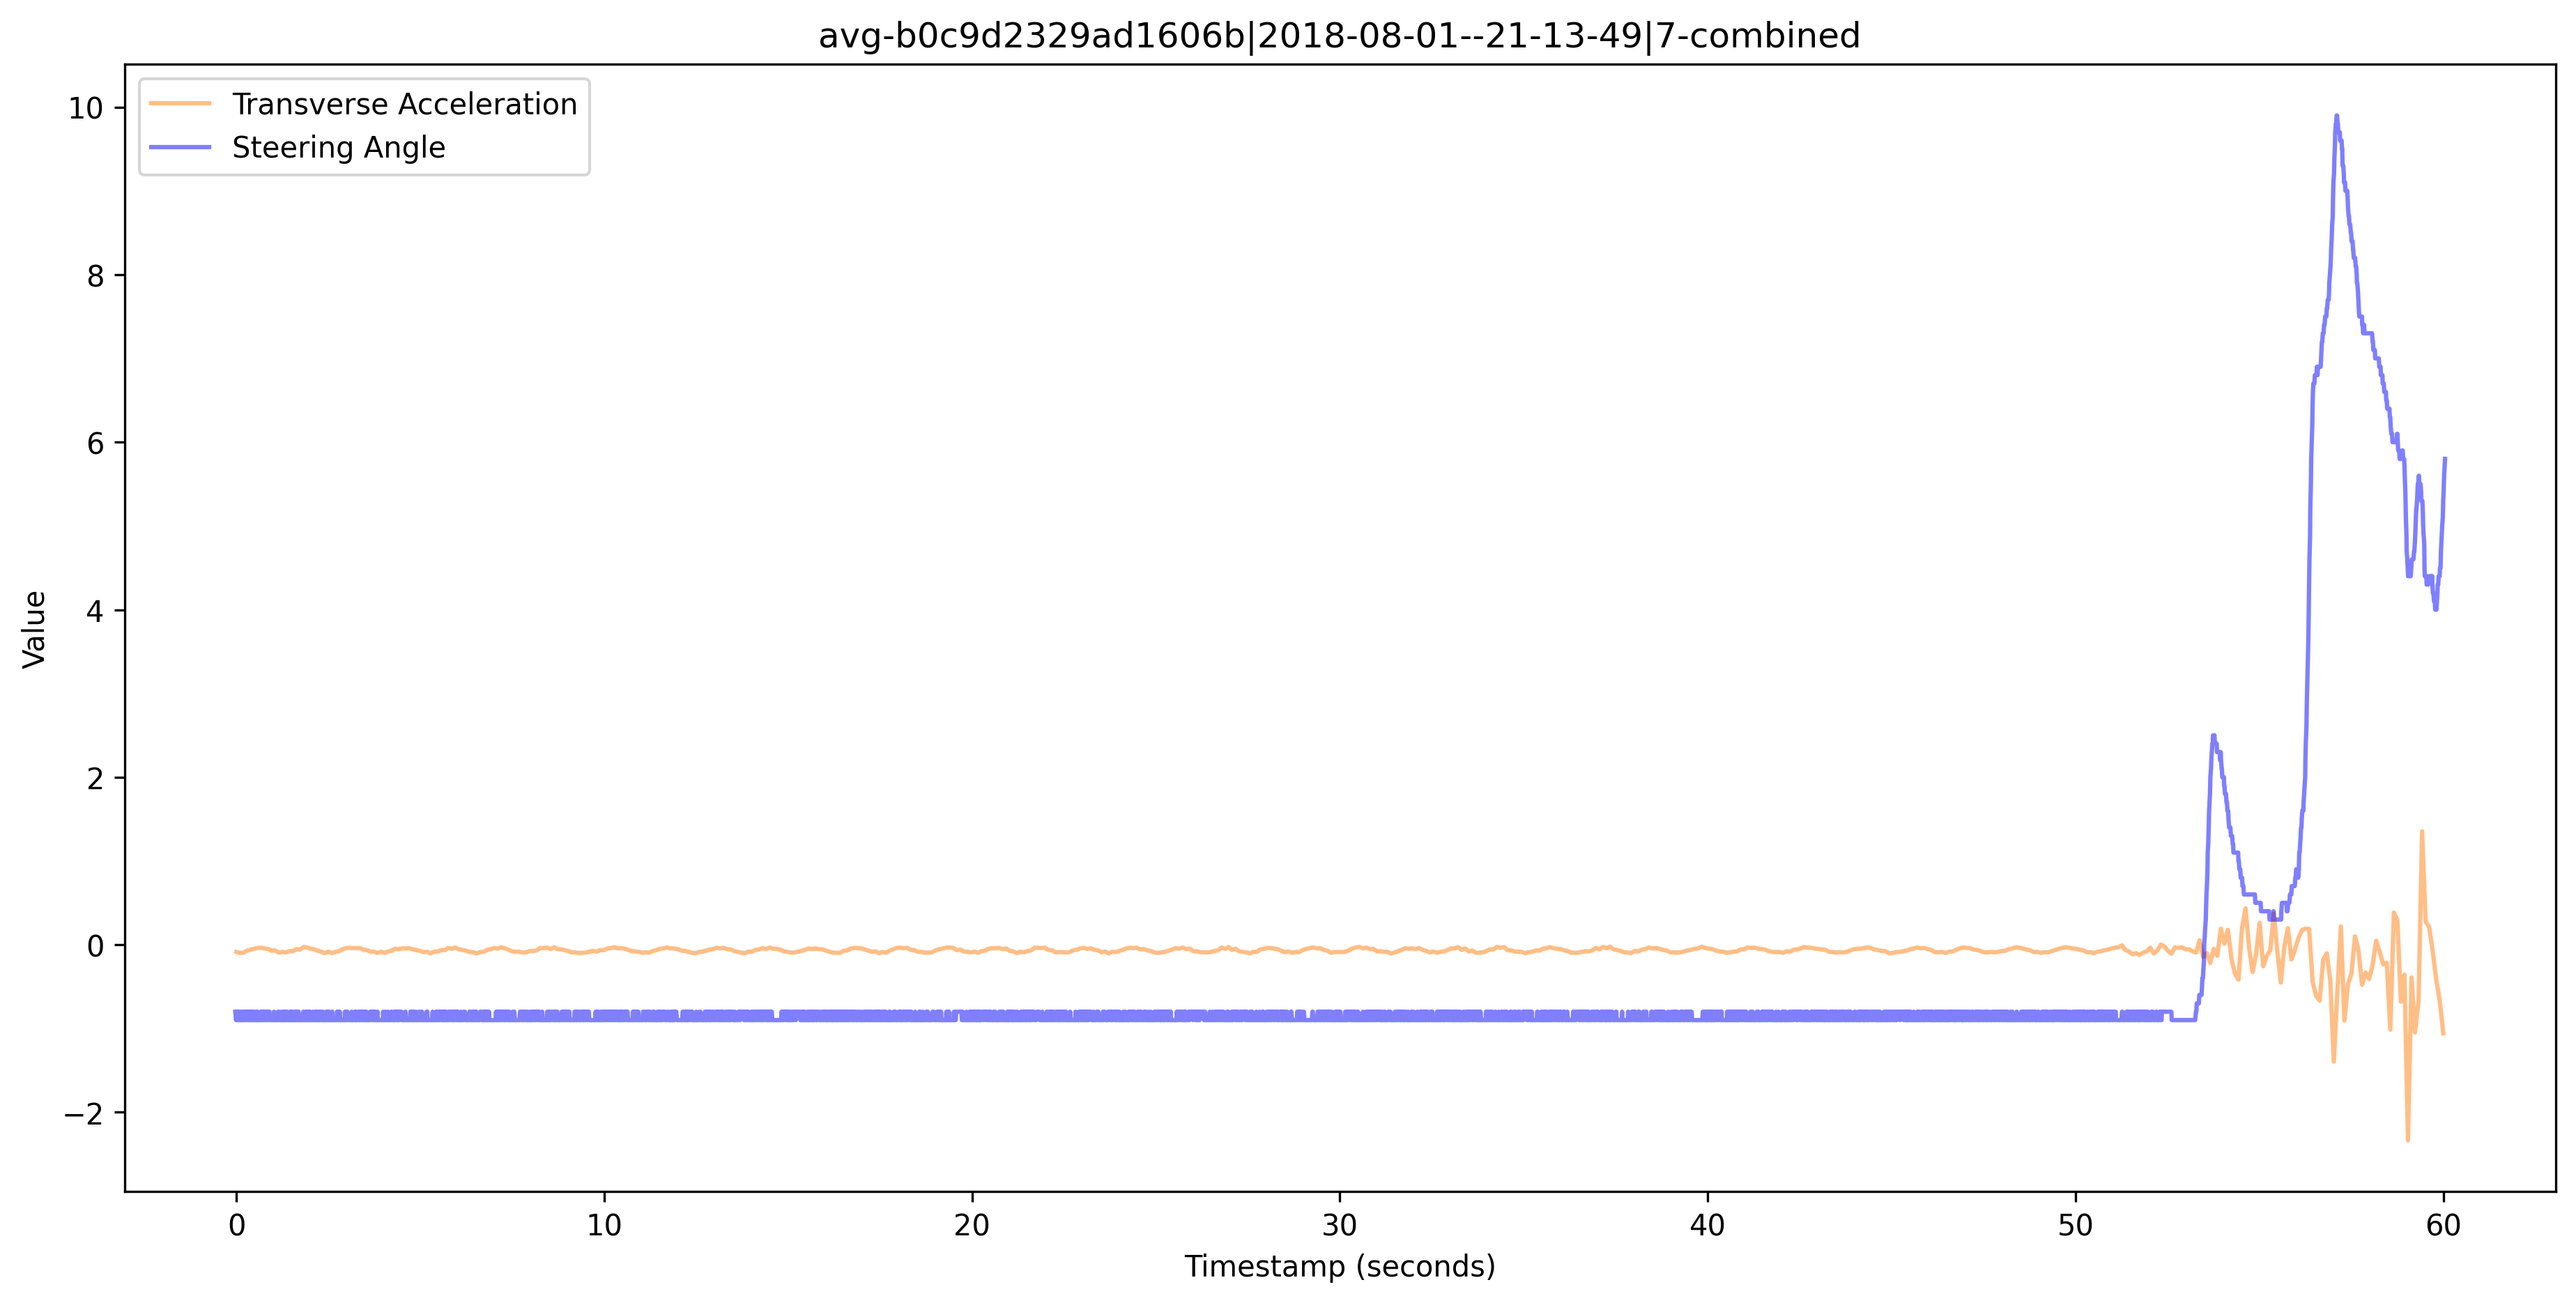 avg-b0c9d2329ad1606b|2018-08-01--21-13-49|7-combined
Transverse Acceleration
Steering Angle
10
8
6
4
2
0
−2
Value
0 10 20 30 40 50 60
Timestamp (seconds)